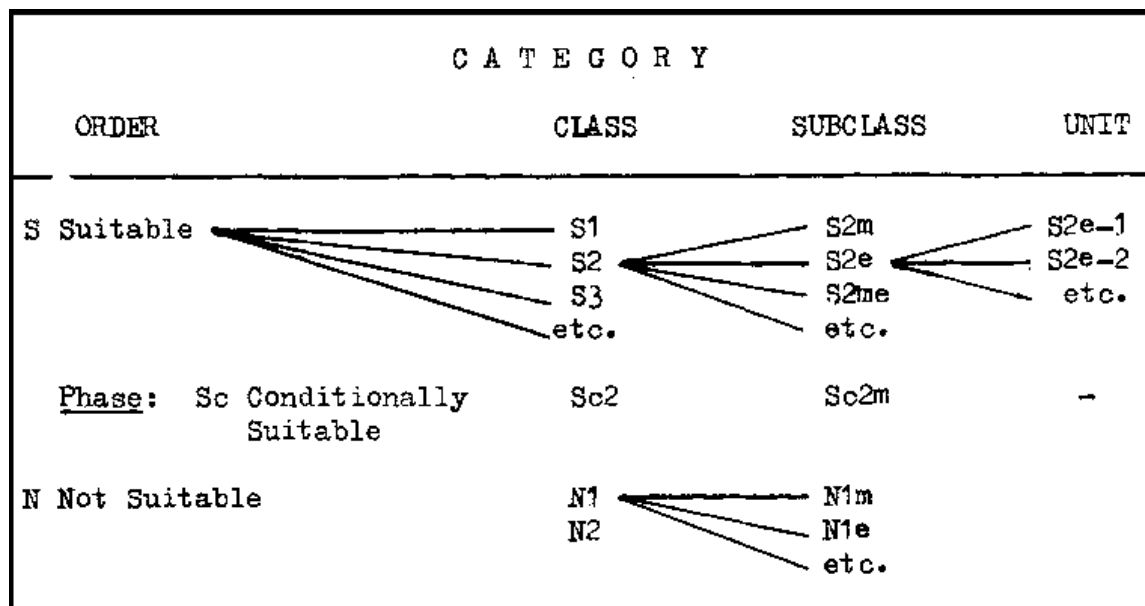 C A T E G O R Y
ORDER CLASS SUBCLASS UNIT
S Suitable S1 S2m S2e-1
S2 S2e S2e-2
S3 S2me etc.
etc. etc.
Phase: Sc Conditionally Sc2 Sc2m -
Suitable
N Not Suitable N1 N1m
N2 N1e
etc.